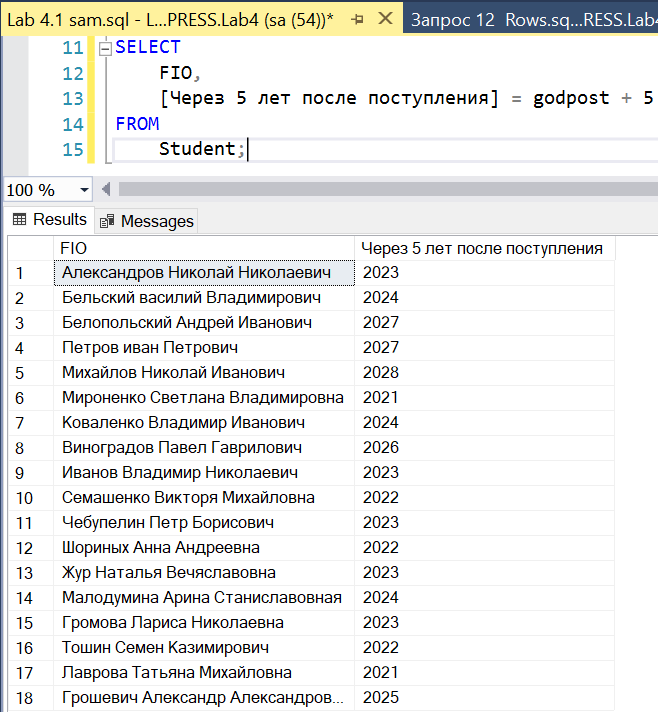 Lab 4.1 sam.sql - L...PRESS.Lab4 (sa (54))* Запрос 12 Rows.sq...RESS.Lab4
11 SELECT
12 FIO,
13 [Через 5 лет после поступления] = godpost + 5
14 FROM
15 Student;
100 %
Results Messages
FIO Через 5 лет после поступления
1 Александров Николай Николаевич 2023
2 Бельский василий Владимирович 2024
3 Белопольский Андрей Иванович 2027
4 Петров иван Петрович 2027
5 Михайлов Николай Иванович 2028
6 Мироненко Светлана Владимировна 2021
7 Коваленко Владимир Иванович 2024
8 Виноградов Павел Гаврилович 2026
9 Иванов Владимир Николаевич 2023
10 Семашенко Викторя Михайловна 2022
11 Чебупелин Петр Борисович 2023
12 Шориных Анна Андреевна 2022
13 Жур Наталья Вечяславовна 2023
14 Малодумина Арина Станиславовная 2024
15 Громова Лариса Николаевна 2023
16 Тошин Семен Казимирович 2022
17 Лаврова Татьяна Михайловна 2021
18 Грошевич Александр Александров... 2025